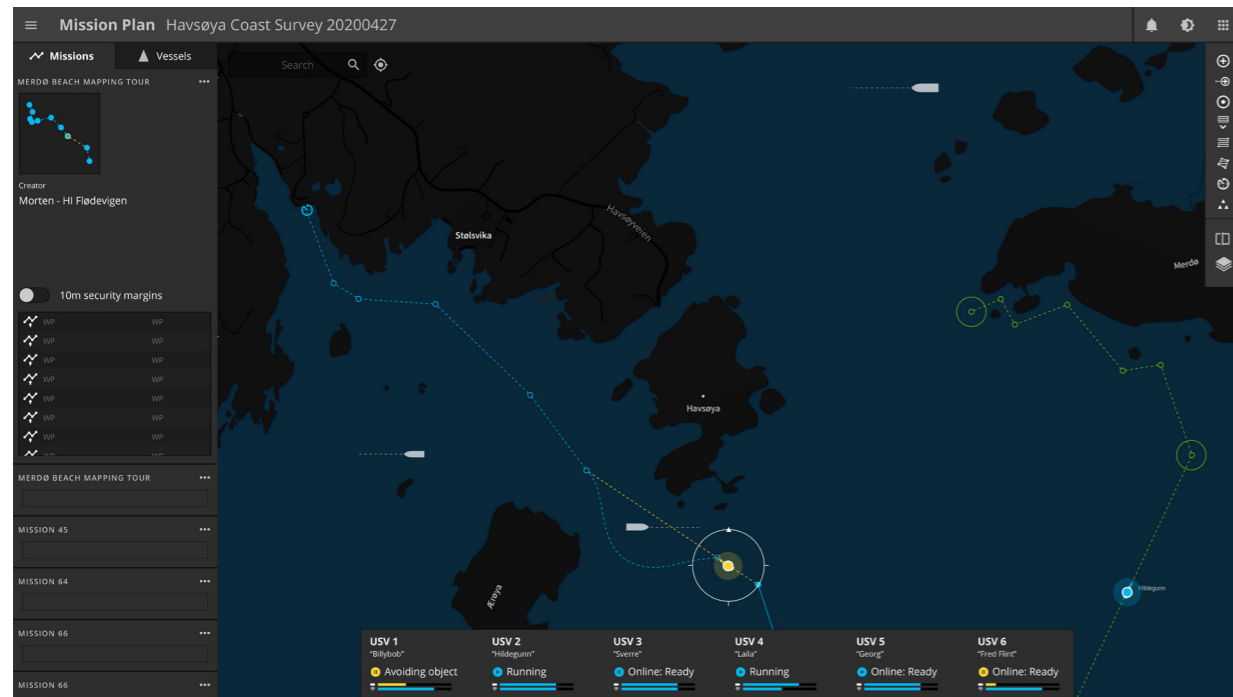 Mission Plan Havsøya Coast Survey 20200427
Missions
Vessels
Search
MERDØ BEACH MAPPING TOUR
Creator
Morten - HI Flødevigen
10m security margins
WP WP
WP WP
WP WP
WP WP
WP WP
WP WP
WP WP
WP WP
MERDØ BEACH MAPPING TOUR
MISSION 45
MISSION 64
MISSION 66
MISSION 66
Stølsvika
Havsøyveien
Merdø
Havsøya
Ærøya
Hildegunn
USV 1
"Billybob"
Avoiding object
USV 2
"Hildegunn"
Running
USV 3
"Sverre"
Online: Ready
USV 4
"Laila"
Running
USV 5
"Georg"
Online: Ready
USV 6
"Fred Flint"
Online: Ready